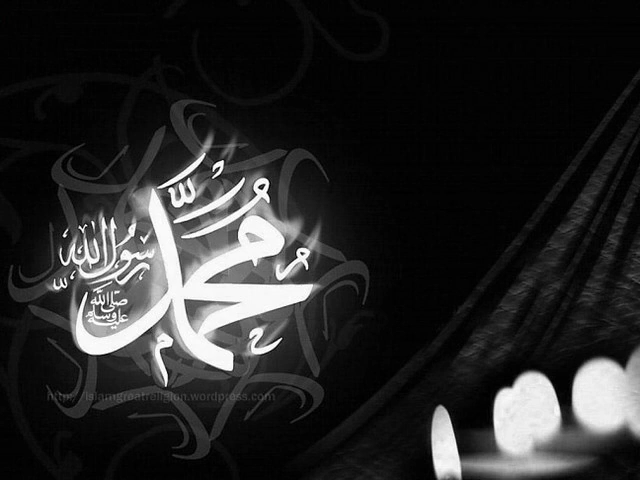 محمد
رسول الله
صلى الله
عليه وسلم
http://islamgreatreligion.wordpress.com